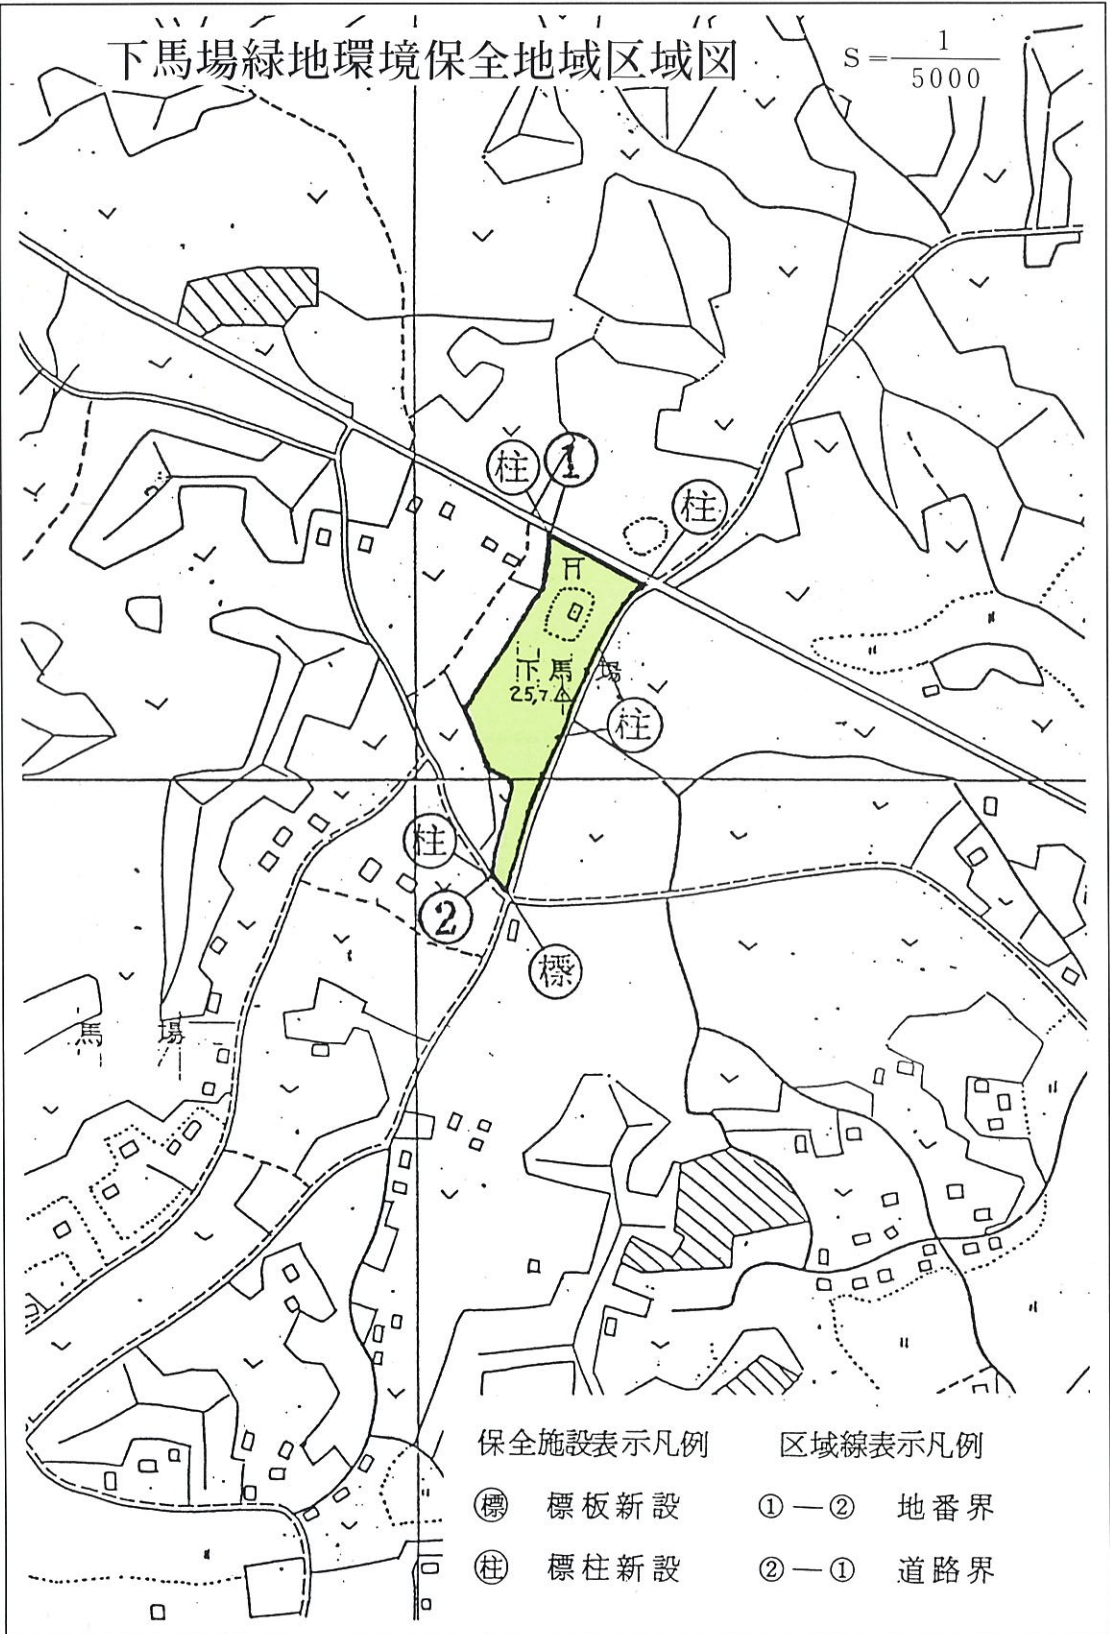 下馬場緑地環境保全地域区域図
S=1/5000
柱
1
柱
下馬場
25.7
柱
柱
2
標
馬場
保全施設表示凡例
区域線表示凡例
標 標板新設
①―② 地番界
柱 標柱新設
②―① 道路界